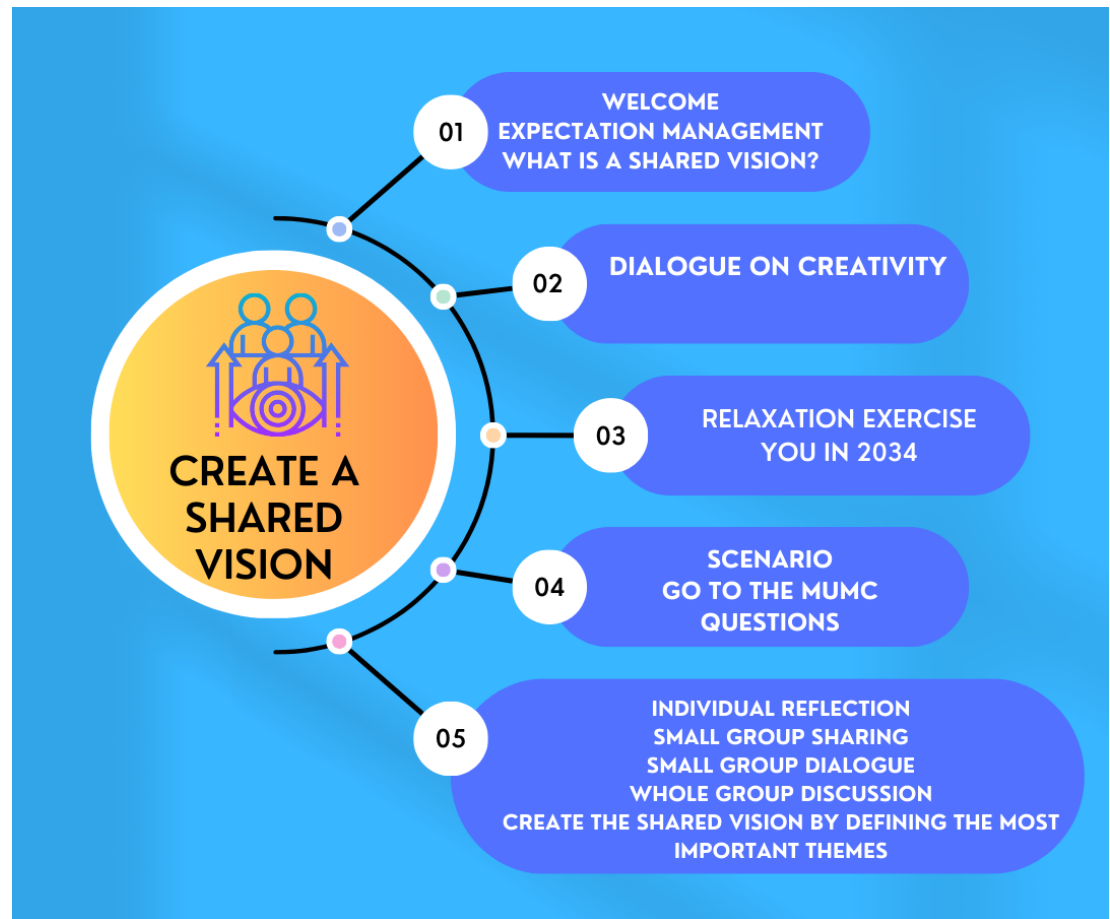 CREATE A
SHARED
VISION
01
WELCOME
EXPECTATION MANAGEMENT
WHAT IS A SHARED VISION?
02
DIALOGUE ON CREATIVITY
03
RELAXATION EXERCISE
YOU IN 2034
04
SCENARIO
GO TO THE MUMC
QUESTIONS
05
INDIVIDUAL REFLECTION
SMALL GROUP SHARING
SMALL GROUP DIALOGUE
WHOLE GROUP DISCUSSION
CREATE THE SHARED VISION BY DEFINING THE MOST
IMPORTANT THEMES